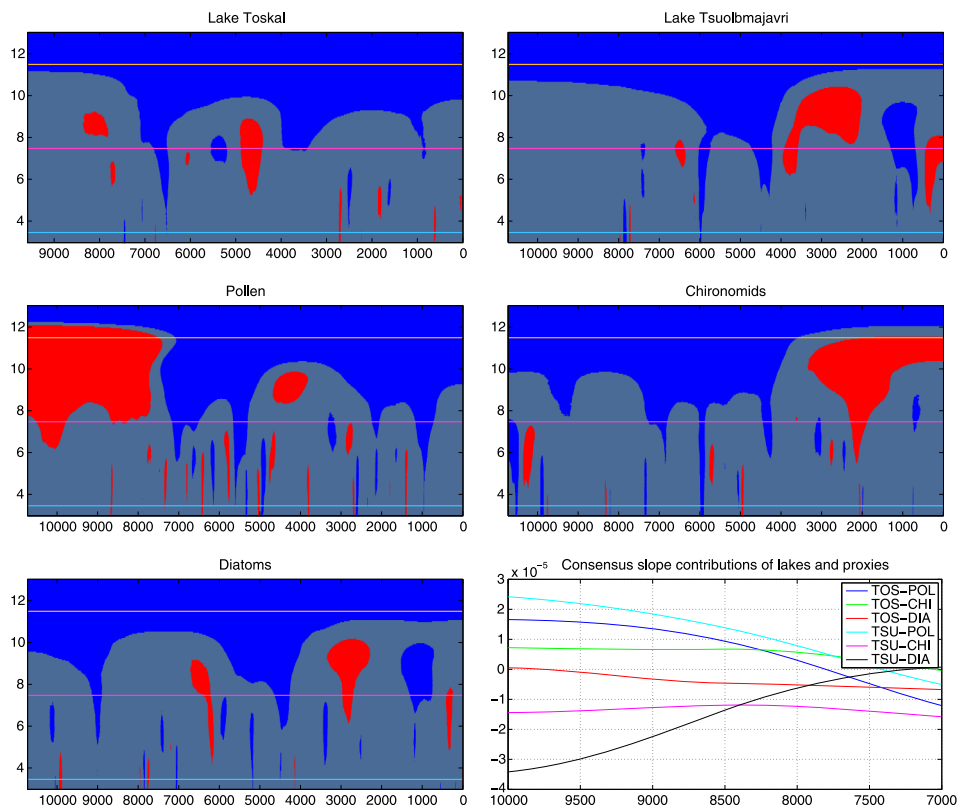 Lake Toskal
12
10
8
6
4
9000 8000 7000 6000 5000 4000 3000 2000 1000 0
Lake Tsuolbmajavri
12
10
8
6
4
10000 9000 8000 7000 6000 5000 4000 3000 2000 1000 0
Pollen
12
10
8
6
4
10000 9000 8000 7000 6000 5000 4000 3000 2000 1000 0
Chironomids
12
10
8
6
4
10000 9000 8000 7000 6000 5000 4000 3000 2000 1000 0
Diatoms
12
10
8
6
4
10000 9000 8000 7000 6000 5000 4000 3000 2000 1000 0
Consensus slope contributions of lakes and proxies
x 10⁻⁵
3
2
1
0
−1
−2
−3
−4
10000 9500 9000 8500 8000 7500 7000
TOS−POL
TOS−CHI
TOS−DIA
TSU−POL
TSU−CHI
TSU−DIA